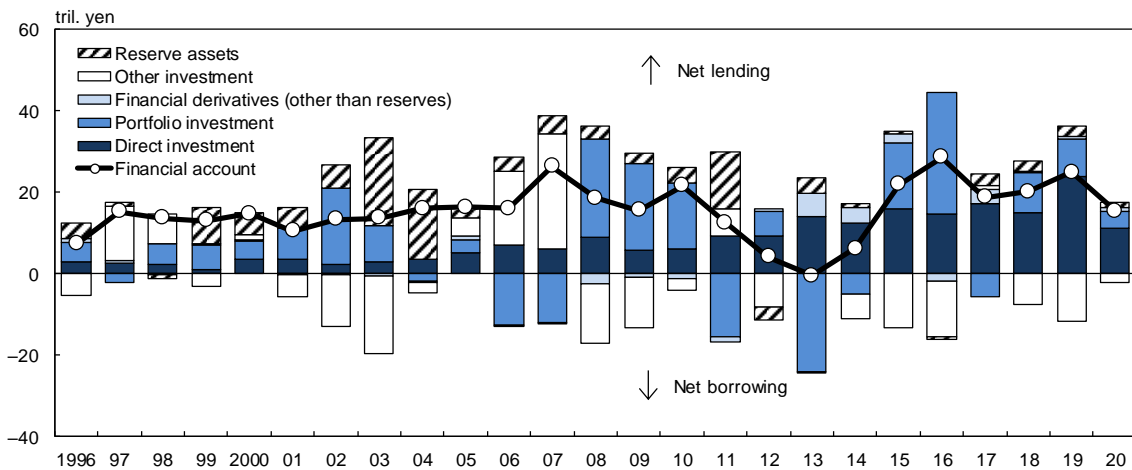 tril. yen
60
40
20
0
−20
−40
Reserve assets
Other investment
Financial derivatives (other than reserves)
Portfolio investment
Direct investment
Financial account
Net lending
Net borrowing
1996 97 98 99 2000 01 02 03 04 05 06 07 08 09 10 11 12 13 14 15 16 17 18 19 20